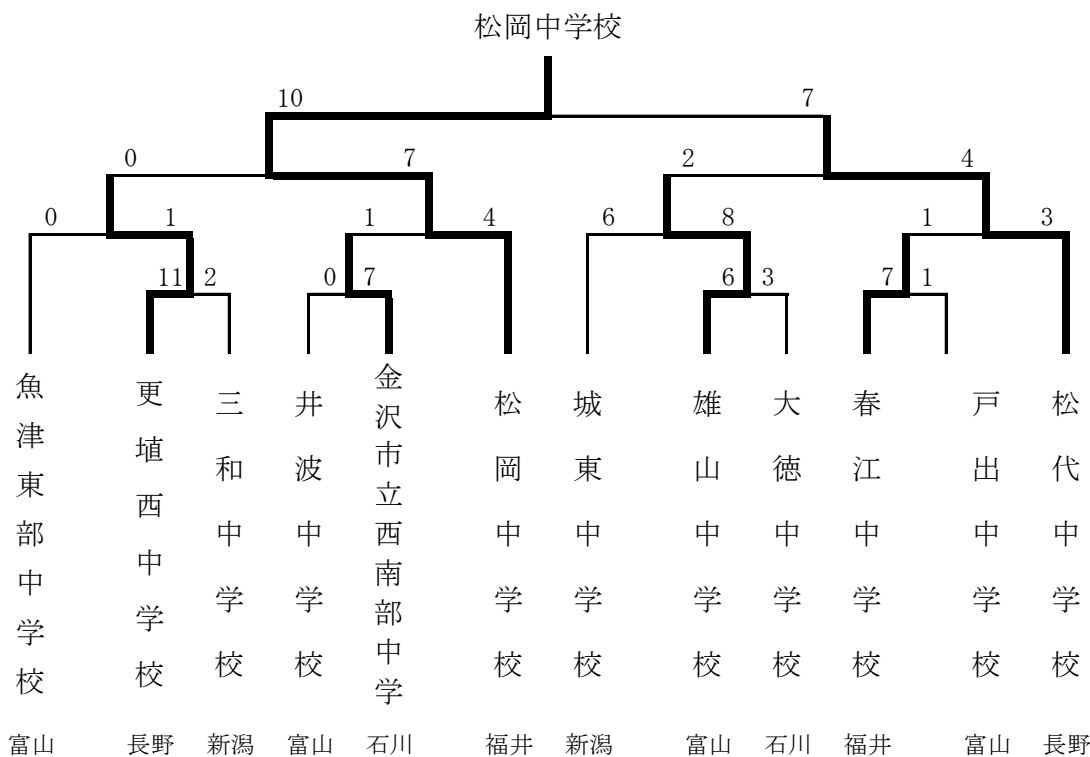 松岡中学校
10 7
0 7 2 4
0 1 1 4 6 8 1 3
11 2 0 7 6 3 7 1
魚津東部中学校
更埴西中学校
三和中学校
井波中学校
金沢市立西南部中学
松岡中学校
城東中学校
雄山中学校
大徳中学校
春江中学校
戸出中学校
松代中学校
富山 長野 新潟 富山 石川 福井 新潟 富山 石川 福井 富山 長野